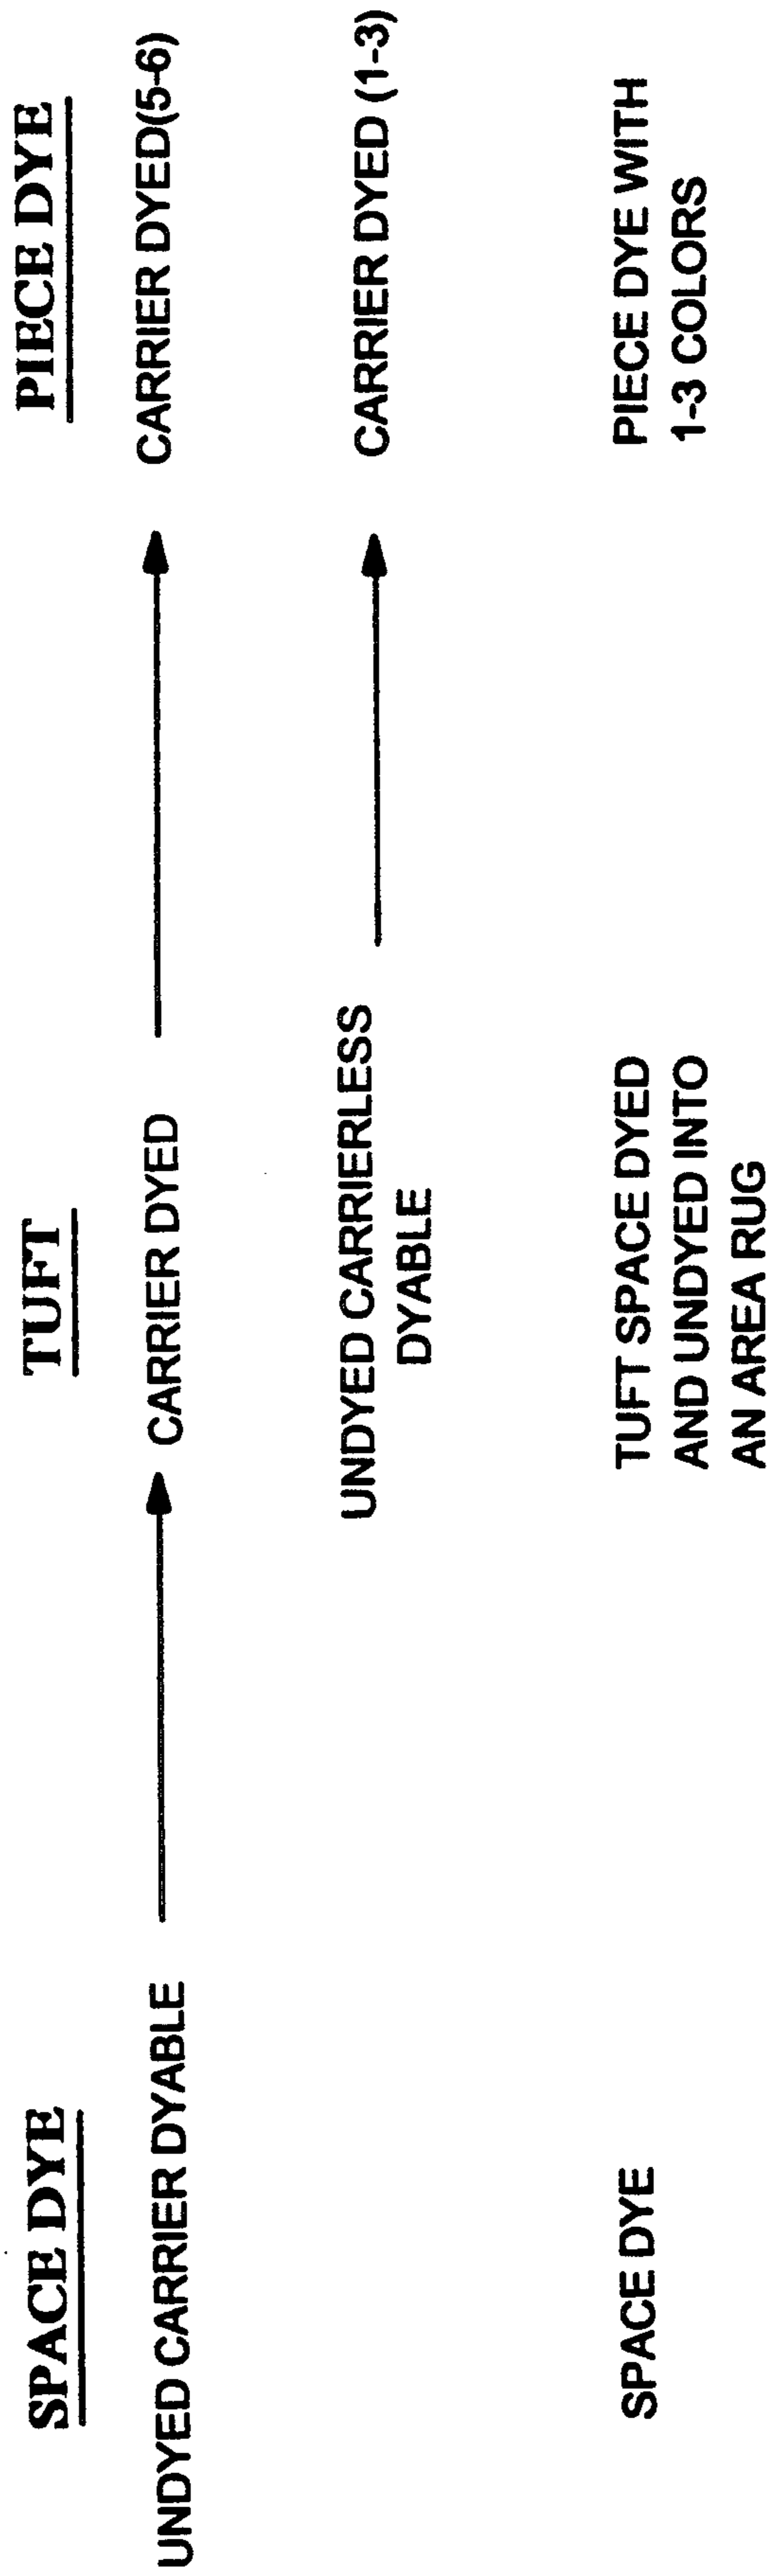 SPACE DYE
TUFT
PIECE DYE
UNDYED CARRIER DYABLE
CARRIER DYED
CARRIER DYED(5-6)
UNDYED CARRIERLESS
DYABLE
CARRIER DYED (1-3)
SPACE DYE
TUFT SPACE DYED
AND UNDYED INTO
AN AREA RUG
PIECE DYE WITH
1-3 COLORS